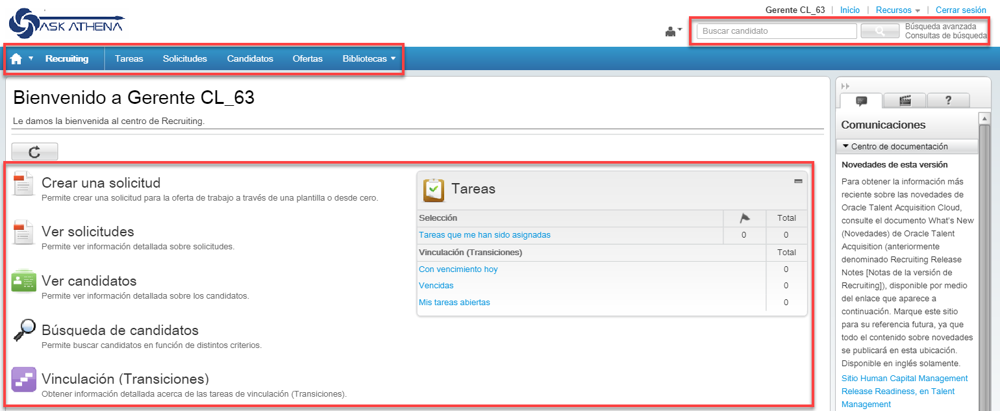 Gerente CL_63 | Inicio | Recursos | Cerrar sesión
ASK ATHENA
Buscar candidato
Búsqueda avanzada
Consultas de búsqueda
Recruiting Tareas Solicitudes Candidatos Ofertas Bibliotecas
Bienvenido a Gerente CL_63
Le damos la bienvenida al centro de Recruiting.
Crear una solicitud
Permite crear una solicitud para la oferta de trabajo a través de una plantilla o desde cero.
Ver solicitudes
Permite ver información detallada sobre solicitudes.
Ver candidatos
Permite ver información detallada sobre los candidatos.
Búsqueda de candidatos
Permite buscar candidatos en función de distintos criterios.
Vinculación (Transiciones)
Obtener información detallada acerca de las tareas de vinculación (Transiciones).
Tareas
Selección Total
Tareas que me han sido asignadas 0 0
Vinculación (Transiciones) Total
Con vencimiento hoy 0
Vencidas 0
Mis tareas abiertas 0
?
Comunicaciones
Centro de documentación
Novedades de esta versión
Para obtener la información más
reciente sobre las novedades de
Oracle Talent Acquisition Cloud,
consulte el documento What's New
(Novedades) de Oracle Talent
Acquisition (anteriormente
denominado Recruiting Release
Notes [Notas de la versión de
Recruiting]), disponible por medio
del enlace que aparece a
continuación. Marque este sitio
para su referencia futura, ya que
todo el contenido sobre novedades
se publicará en esta ubicación.
Disponible en inglés solamente.
Sitio Human Capital Management
Release Readiness, en Talent
Management